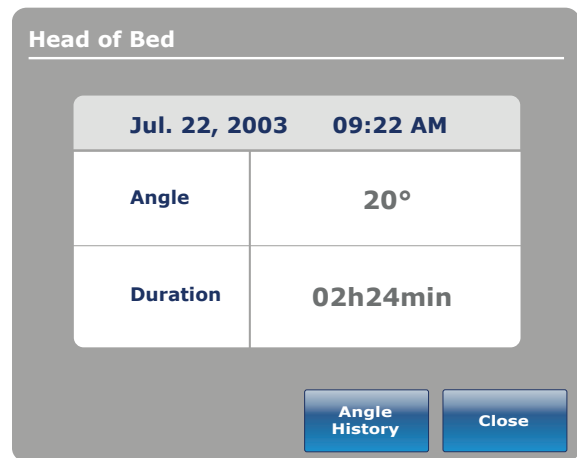 Head of Bed
Jul. 22, 2003 09:22 AM
Angle 20°
Duration 02h24min
Angle
History
Close